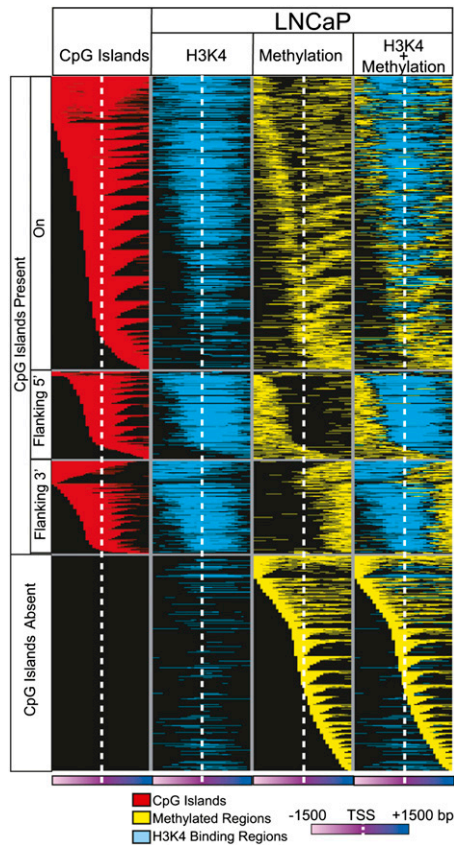 LNCaP
CpG Islands
H3K4
Methylation
H3K4
+
Methylation
CpG Islands Present
On
Flanking 5'
Flanking 3'
CpG Islands Absent
CpG Islands
Methylated Regions
H3K4 Binding Regions
-1500 TSS +1500 bp